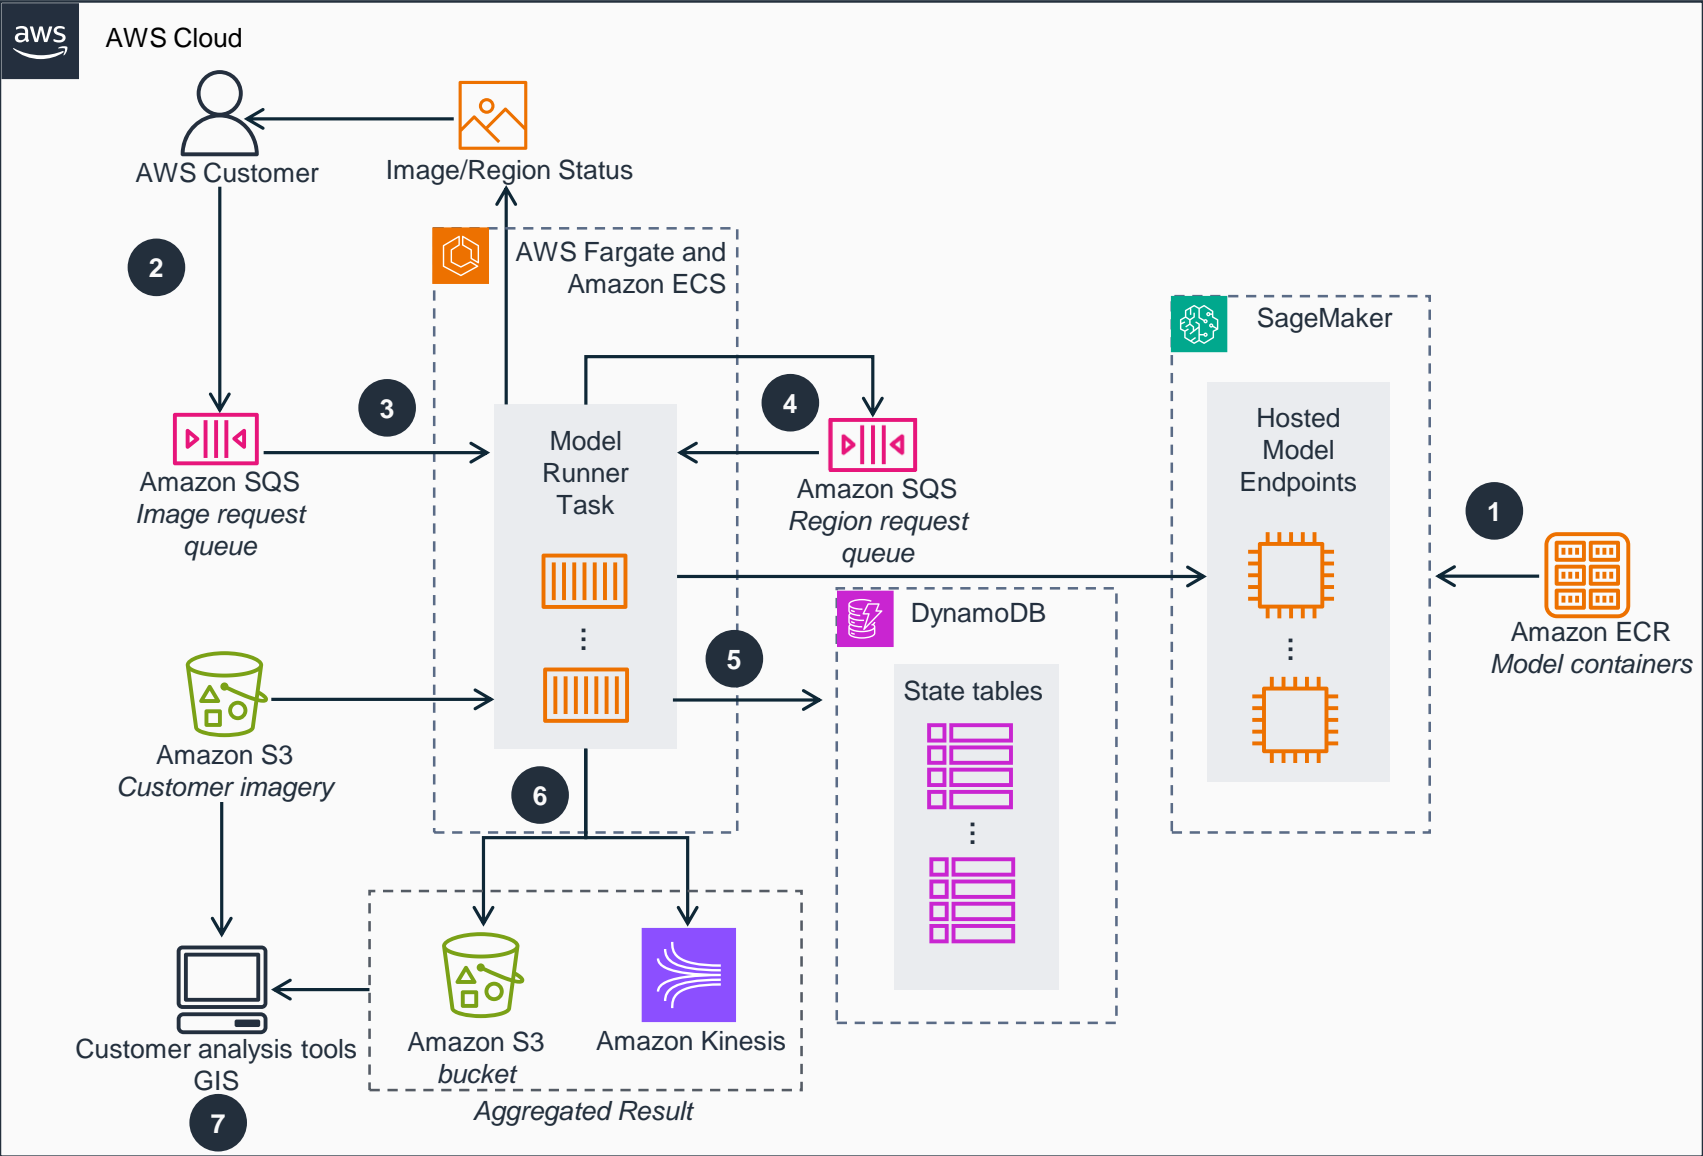 aws
AWS Cloud
AWS Customer
Image/Region Status
2
AWS Fargate and
Amazon ECS
SageMaker
3
4
Model
Runner
Task
Hosted
Model
Endpoints
1
Amazon SQS
Image request
queue
Amazon SQS
Region request
queue
DynamoDB
Amazon ECR
Model containers
5
State tables
Amazon S3
Customer imagery
6
Customer analysis tools
GIS
7
Amazon S3
bucket
Amazon Kinesis
Aggregated Result